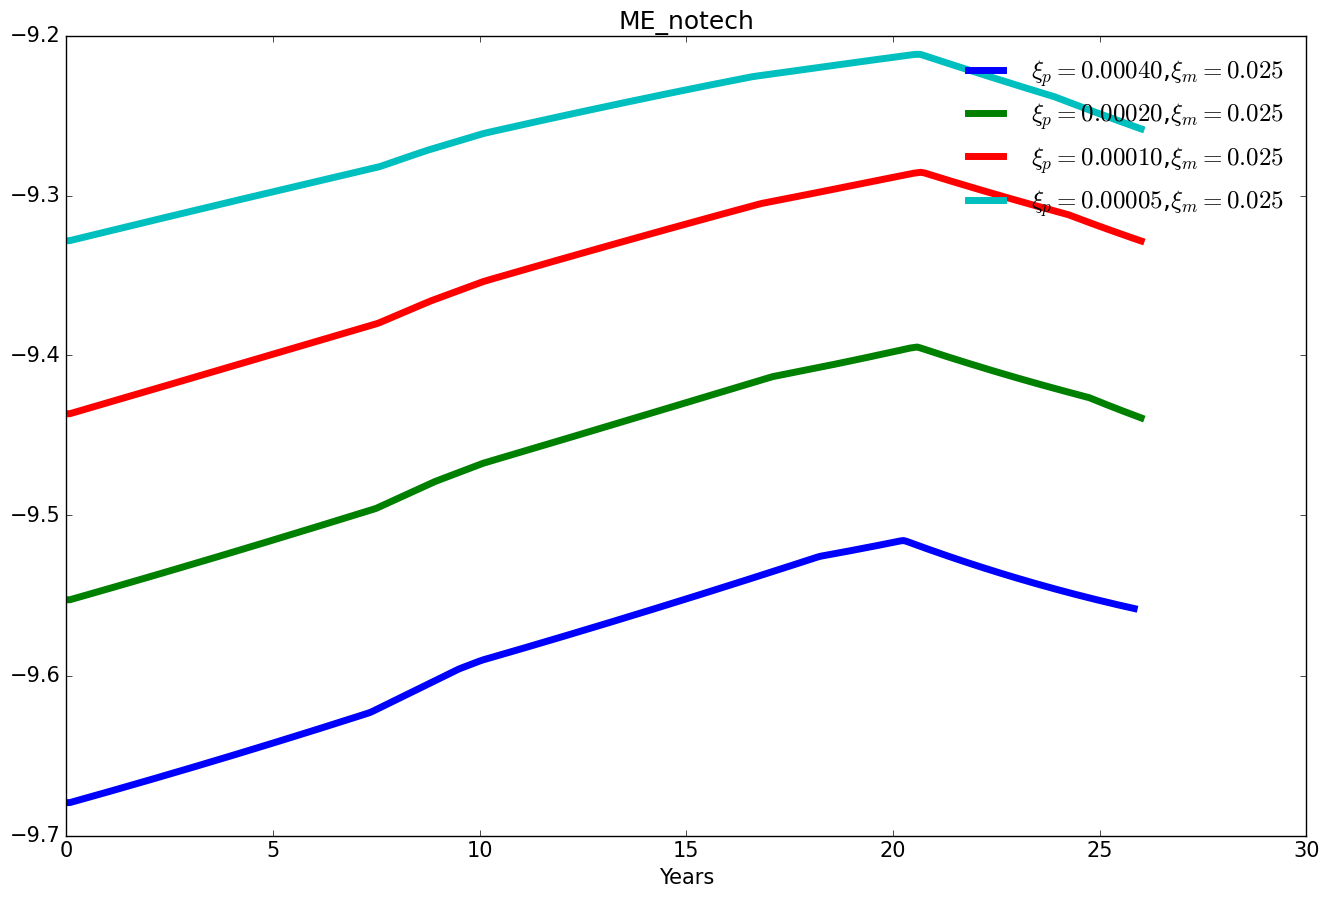 ME_notech
−9.2
−9.3
−9.4
−9.5
−9.6
−9.7
ξp = 0.00040,ξm = 0.025
ξp = 0.00020,ξm = 0.025
ξp = 0.00010,ξm = 0.025
ξp = 0.00005,ξm = 0.025
0 5 10 15 20 25 30
Years